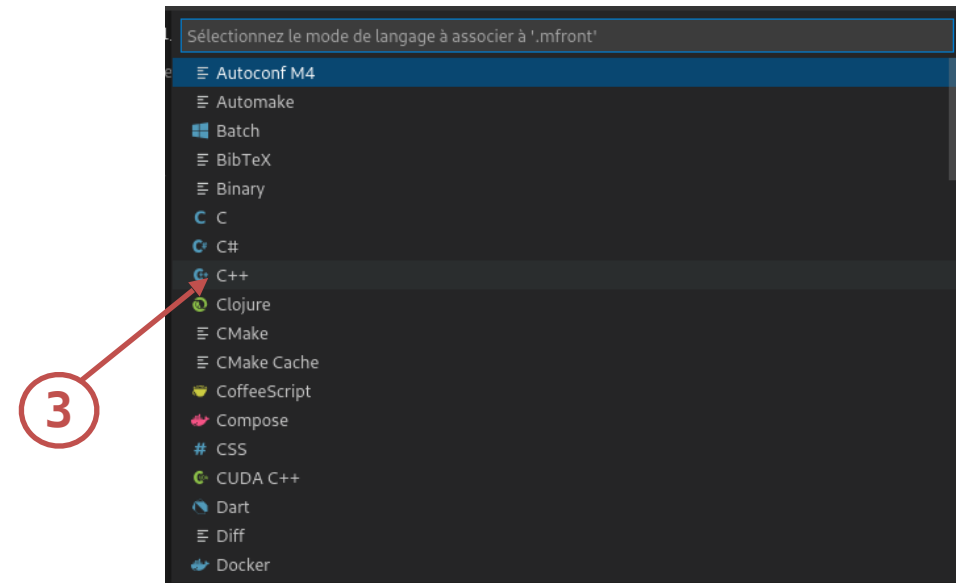 Sélectionnez le mode de langage à associer à '.mfront'
Autoconf M4
Automake
Batch
BibTeX
Binary
C
C#
C++
Clojure
CMake
CMake Cache
CoffeeScript
Compose
CSS
CUDA C++
Dart
Diff
Docker
3